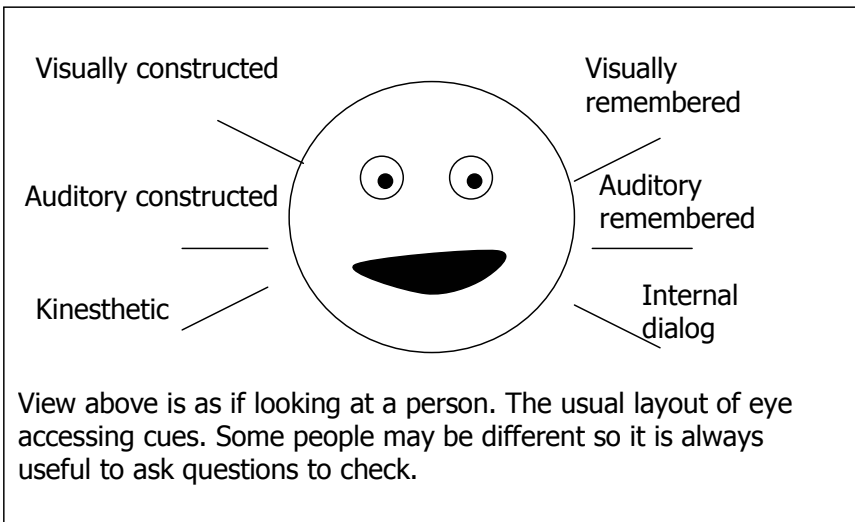 Visually constructed
Visually
remembered
Auditory constructed
Auditory
remembered
Kinesthetic
Internal
dialog
View above is as if looking at a person. The usual layout of eye
accessing cues. Some people may be different so it is always
useful to ask questions to check.